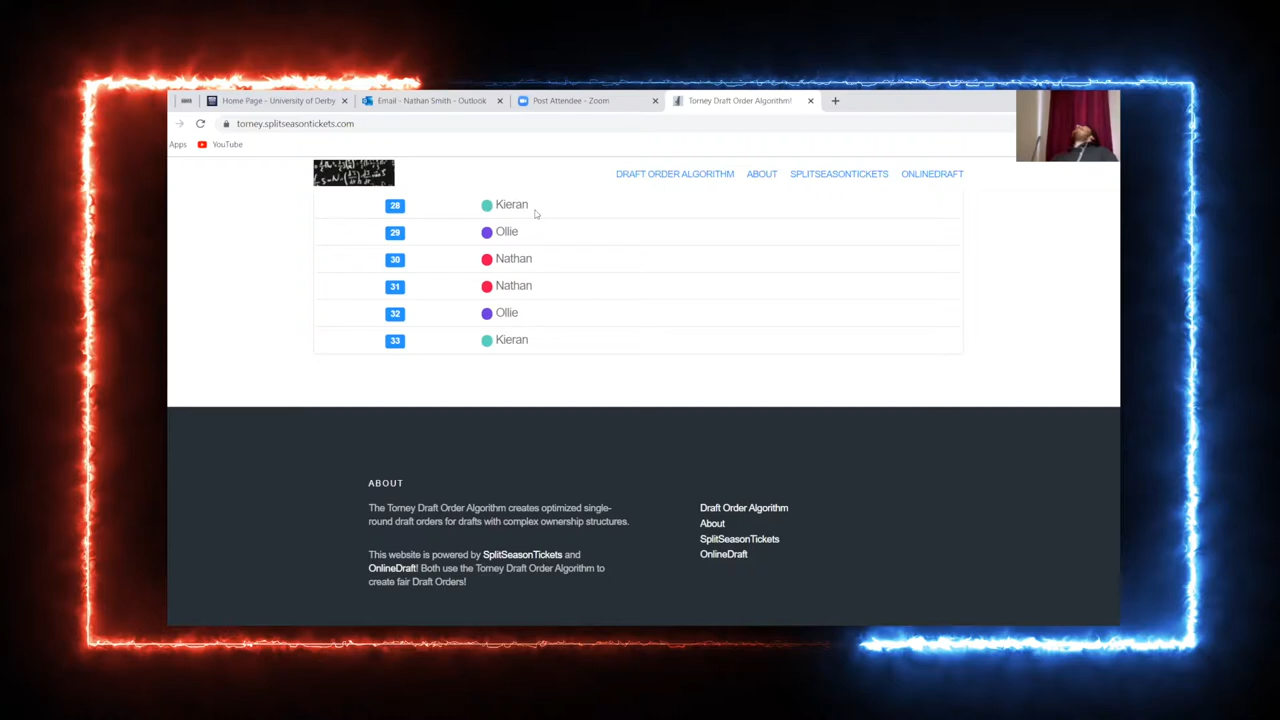 Home Page - University of Derby
Email - Nathan Smith - Outlook
Post Attendee - Zoom
Torney Draft Order Algorithm!
torney.splitseasontickets.com
Apps
YouTube
DRAFT ORDER ALGORITHM
ABOUT
SPLITSEASONTICKETS
ONLINEDRAFT
28 Kieran
29 Ollie
30 Nathan
31 Nathan
32 Ollie
33 Kieran
ABOUT
The Torney Draft Order Algorithm creates optimized single-
round draft orders for drafts with complex ownership structures.
This website is powered by SplitSeasonTickets and
OnlineDraft! Both use the Torney Draft Order Algorithm to
create fair Draft Orders!
Draft Order Algorithm
About
SplitSeasonTickets
OnlineDraft